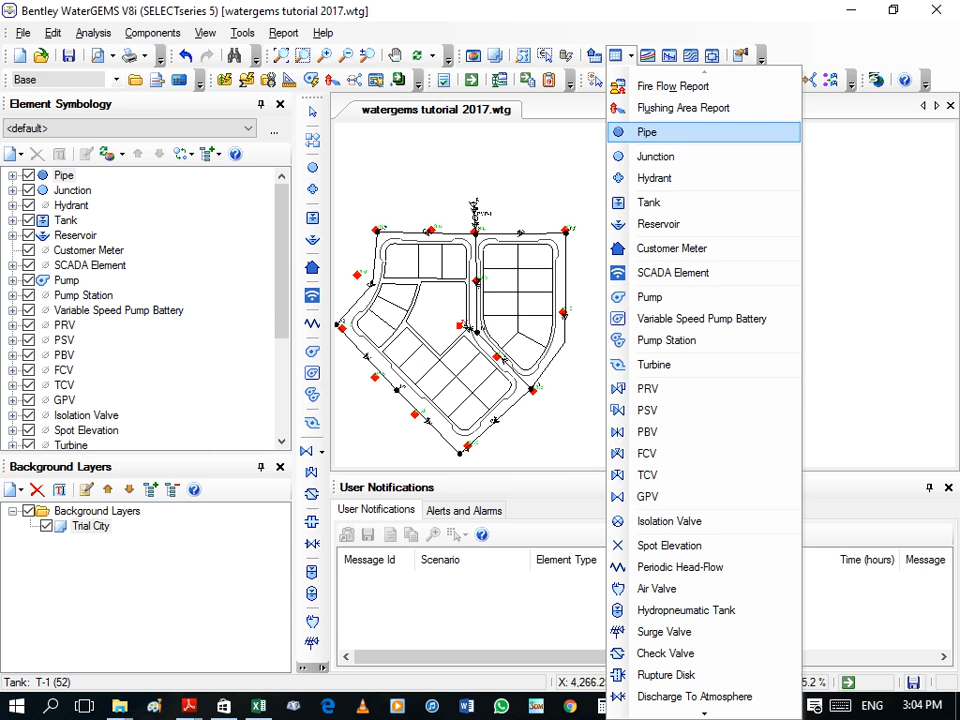 Bentley WaterGEMS V8i (SELECTseries 5) [watergems tutorial 2017.wtg]
File Edit Analysis Components View Tools Report Help
Base
Element Symbology
<default>
...
Pipe
Junction
Hydrant
Tank
Reservoir
Customer Meter
SCADA Element
Pump
Pump Station
Variable Speed Pump Battery
PRV
PSV
PBV
FCV
TCV
GPV
Isolation Valve
Spot Elevation
Turbine
Background Layers
Background Layers
Trial City
watergems tutorial 2017.wtg
Fire Flow Report
Flushing Area Report
Pipe
Junction
Hydrant
Tank
Reservoir
Customer Meter
SCADA Element
Pump
Variable Speed Pump Battery
Pump Station
Turbine
PRV
PSV
PBV
FCV
TCV
GPV
Isolation Valve
Spot Elevation
Periodic Head-Flow
Air Valve
Hydropneumatic Tank
Surge Valve
Check Valve
Rupture Disk
Discharge To Atmosphere
User Notifications
User Notifications Alerts and Alarms
Message Id Scenario Element Type Time (hours) Message
Tank: T-1 (52)
X: 4,266.2
5.2 %
ENG 3:04 PM